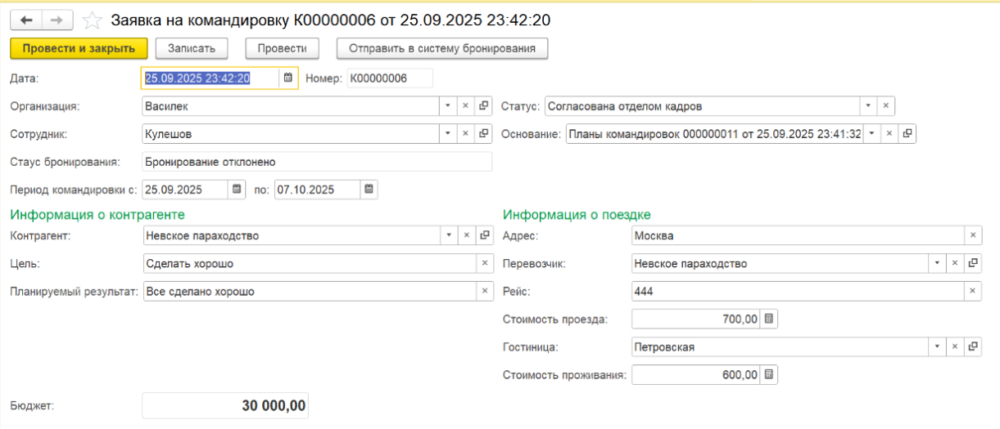 Заявка на командировку К00000006 от 25.09.2025 23:42:20
Провести и закрыть Записать Провести Отправить в систему бронирования
Дата: 25.09.2025 23:42:20 Номер: К00000006
Организация: Василек Статус: Согласована отделом кадров
Сотрудник: Кулешов Основание: Планы командировок 000000011 от 25.09.2025 23:41:32
Стаус бронирования: Бронирование отклонено
Период командировки с: 25.09.2025 по: 07.10.2025
Информация о контрагенте Информация о поездке
Контрагент: Невское параходство Адрес: Москва
Цель: Сделать хорошо Перевозчик: Невское параходство
Планируемый результат: Все сделано хорошо Рейс: 444
Стоимость проезда: 700,00
Гостиница: Петровская
Стоимость проживания: 600,00
Бюджет: 30 000,00